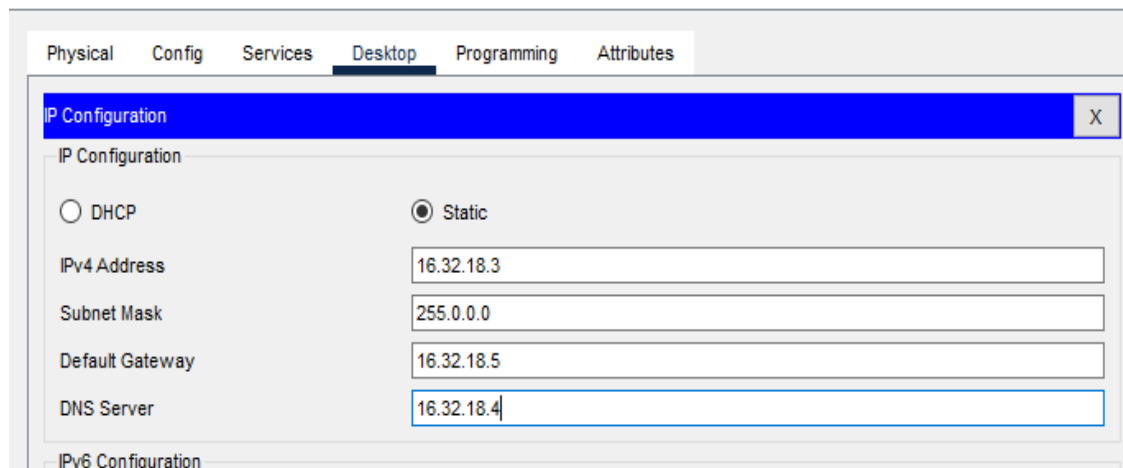 Physical Config Services Desktop Programming Attributes
IP Configuration X
IP Configuration
DHCP Static
IPv4 Address 16.32.18.3
Subnet Mask 255.0.0.0
Default Gateway 16.32.18.5
DNS Server 16.32.18.4
IPv6 Configuration